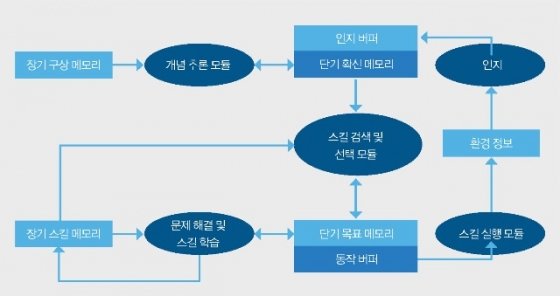 인지 버퍼
장기 구상 메모리
개념 추론 모듈
단기 확신 메모리
인지
스킬 검색 및
선택 모듈
환경 정보
장기 스킬 메모리
문제 해결 및
스킬 학습
단기 목표 메모리
동작 버퍼
스킬 실행 모듈